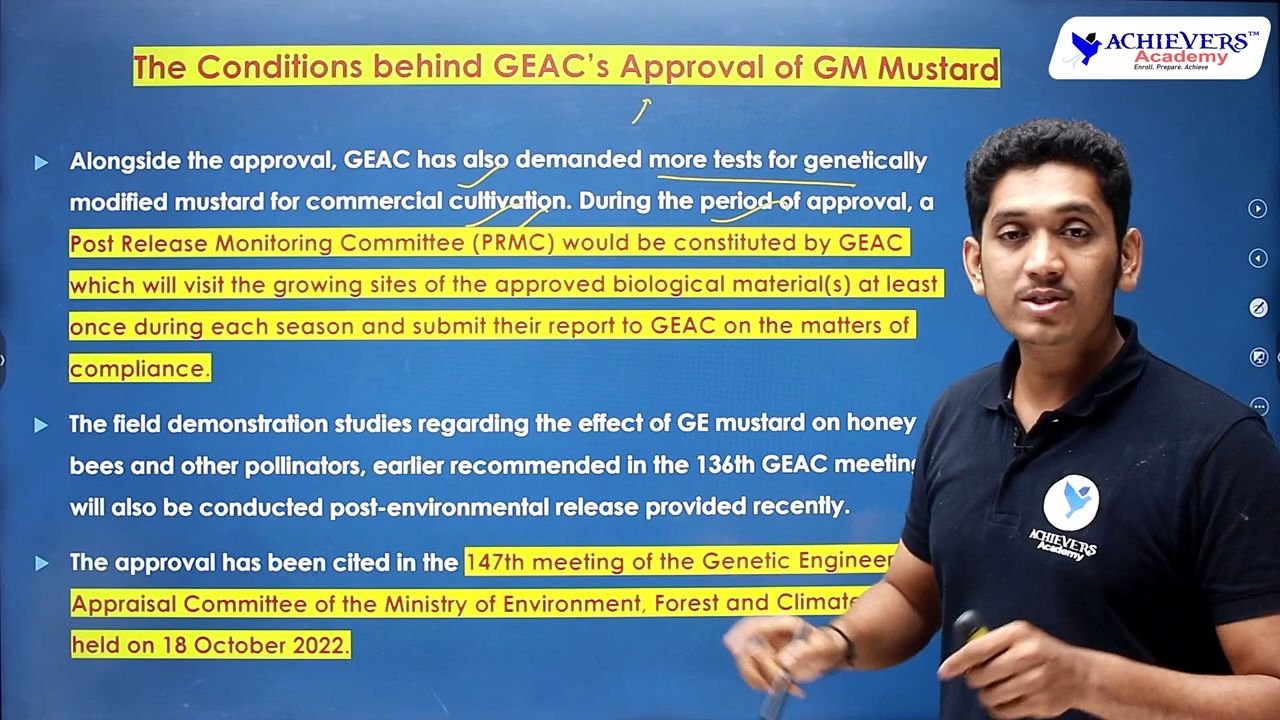 ACHIEVERS™
Academy
Enroll. Prepare. Achieve
The Conditions behind GEAC's Approval of GM Mustard
Alongside the approval, GEAC has also demanded more tests for genetically
modified mustard for commercial cultivation. During the period of approval, a
Post Release Monitoring Committee (PRMC) would be constituted by GEAC
which will visit the growing sites of the approved biological material(s) at least
once during each season and submit their report to GEAC on the matters of
compliance.
The field demonstration studies regarding the effect of GE mustard on honey
bees and other pollinators, earlier recommended in the 136th GEAC meeting
will also be conducted post-environmental release provided recently.
The approval has been cited in the 147th meeting of the Genetic Engineer
Appraisal Committee of the Ministry of Environment, Forest and Climate
held on 18 October 2022.
ACHIEVERS
Academy